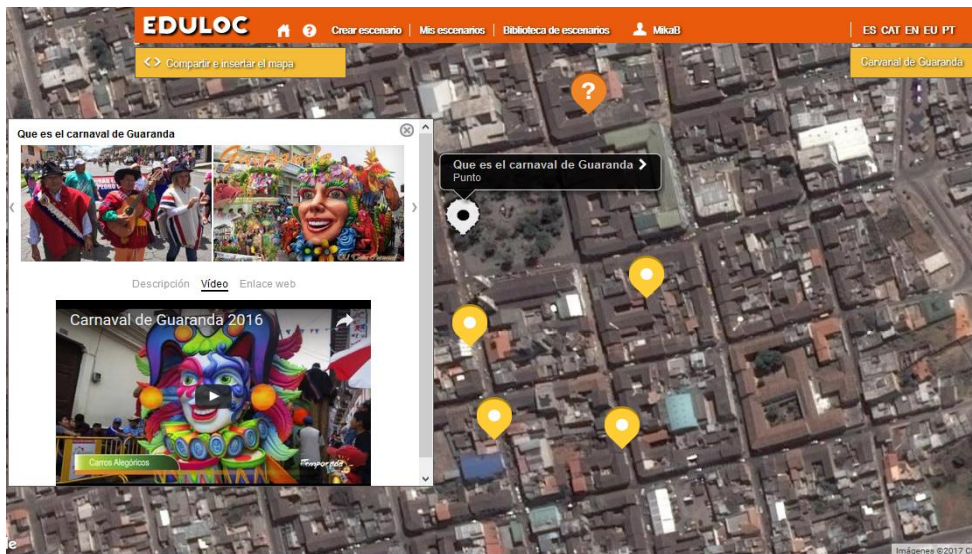 EDULOC
? Crear escenario | Mis escenarios | Biblioteca de escenarios MikaB | ES CAT EN EU PT
<> Compartir e insertar el mapa
Carvanal de Guaranda
?
Que es el carnaval de Guaranda
Guaranda
Que es el carnaval de Guaranda >
Punto
Descripción Vídeo Enlace web
Carnaval de Guaranda 2016
Carros Alegóricos
Imágenes ©2017